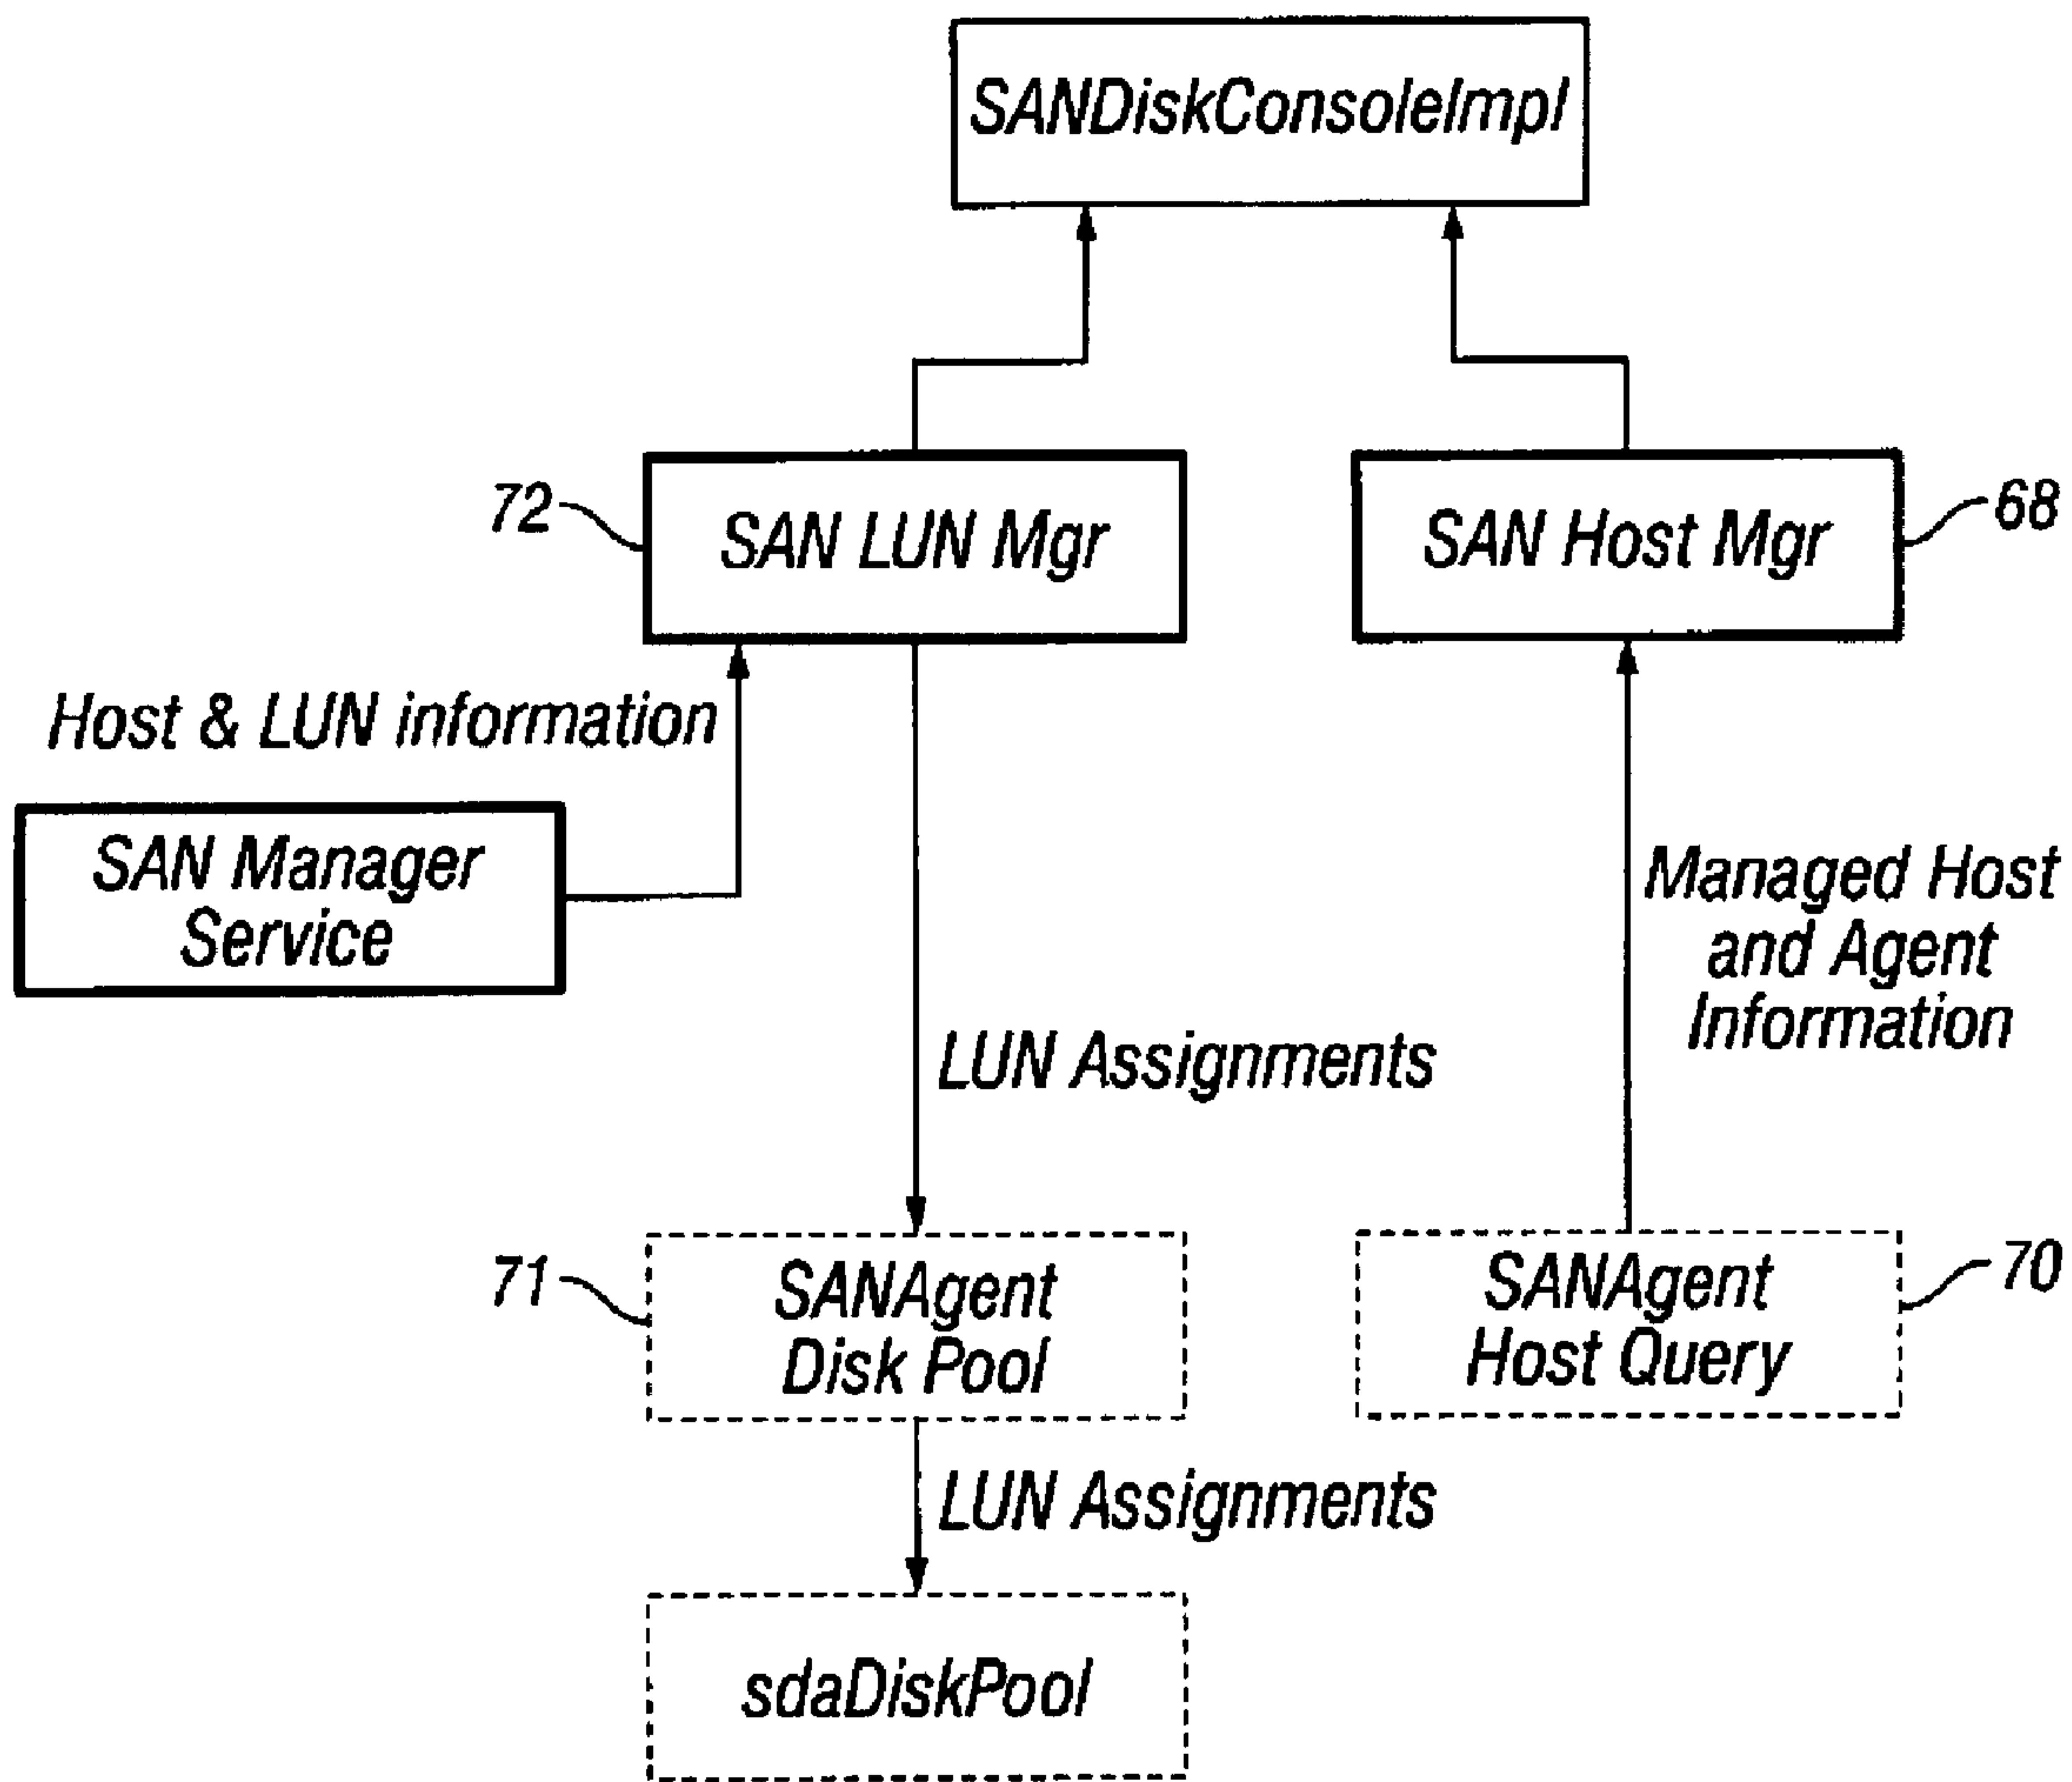 SANDiskConsoleImpl
72
SAN LUN Mgr
SAN Host Mgr
68
Host & LUN information
SAN Manager
Service
Managed Host
and Agent
Information
LUN Assignments
71
SANAgent
Disk Pool
SANAgent
Host Query
70
LUN Assignments
sdaDiskPool